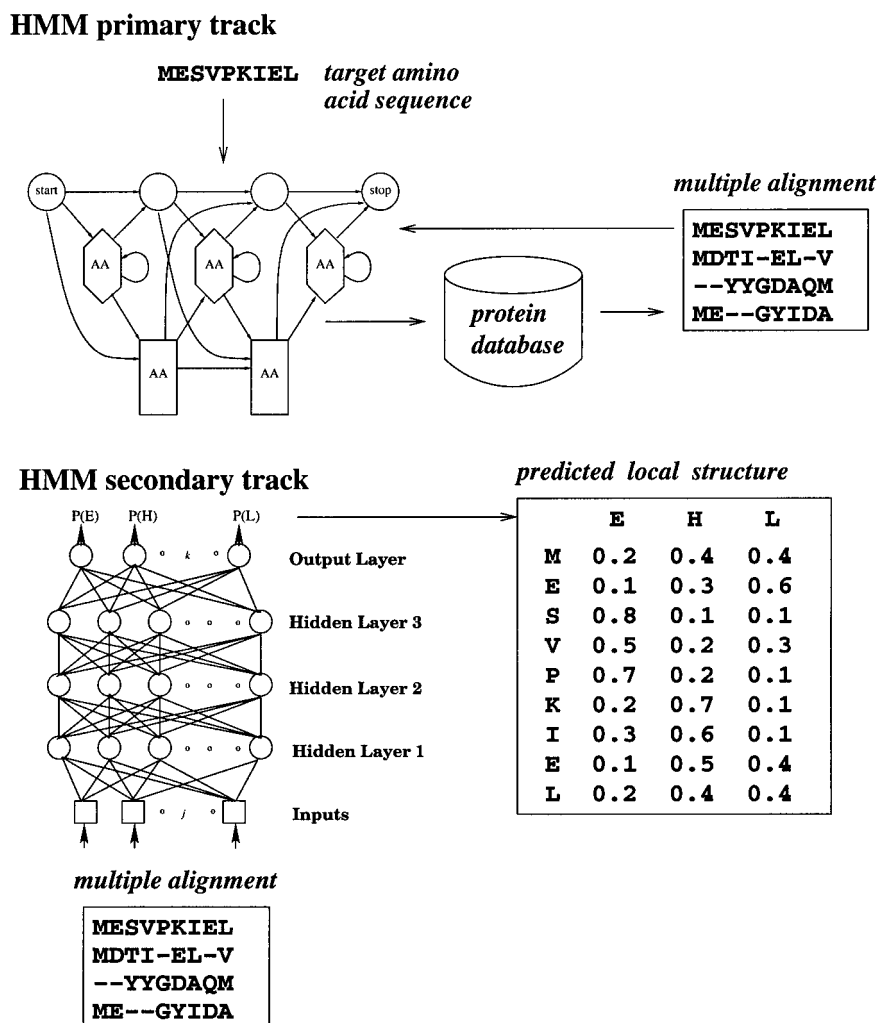 HMM primary track
MESVPKIEL target amino
acid sequence
start
stop
AA
AA
AA
AA
AA
protein
database
multiple alignment
MESVPKIEL
MDTI-EL-V
--YYGDAQM
ME--GYIDA
HMM secondary track
P(E) P(H) P(L)
k
Output Layer
Hidden Layer 3
Hidden Layer 2
Hidden Layer 1
j
Inputs
multiple alignment
MESVPKIEL
MDTI-EL-V
--YYGDAQM
ME--GYIDA
predicted local structure
E H L
M 0.2 0.4 0.4
E 0.1 0.3 0.6
S 0.8 0.1 0.1
V 0.5 0.2 0.3
P 0.7 0.2 0.1
K 0.2 0.7 0.1
I 0.3 0.6 0.1
E 0.1 0.5 0.4
L 0.2 0.4 0.4